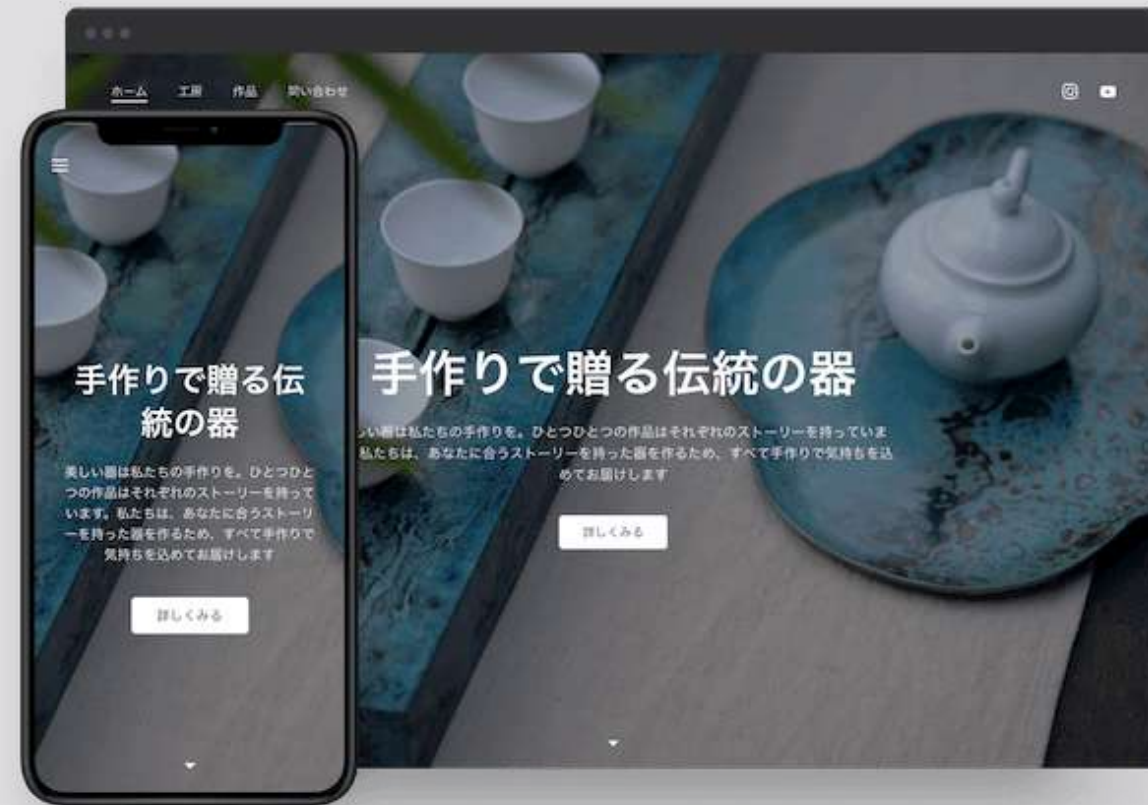 ホーム 工房 作品 問い合わせ
手作りで贈る伝統の器
しい器は私たちの手作りを。ひとつひとつの作品はそれぞれのストーリーを持っていま
私たちは、あなたに合うストーリーを持った器を作るため、すべて手作りで気持ちを込
めてお届けします
詳しくみる
手作りで贈る伝
統の器
美しい器は私たちの手作りを。ひとつひと
つの作品はそれぞれのストーリーを持って
います。私たちは、あなたに合うストーリ
ーを持った器を作るため、すべて手作りで
気持ちを込めてお届けします
詳しくみる